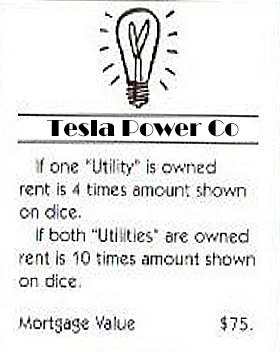 Tesla Power Co
If one "Utility" is owned
rent is 4 times amount shown
on dice.
If both "Utilities" are owned
rent is 10 times amount shown
on dice.
Mortgage Value $75.